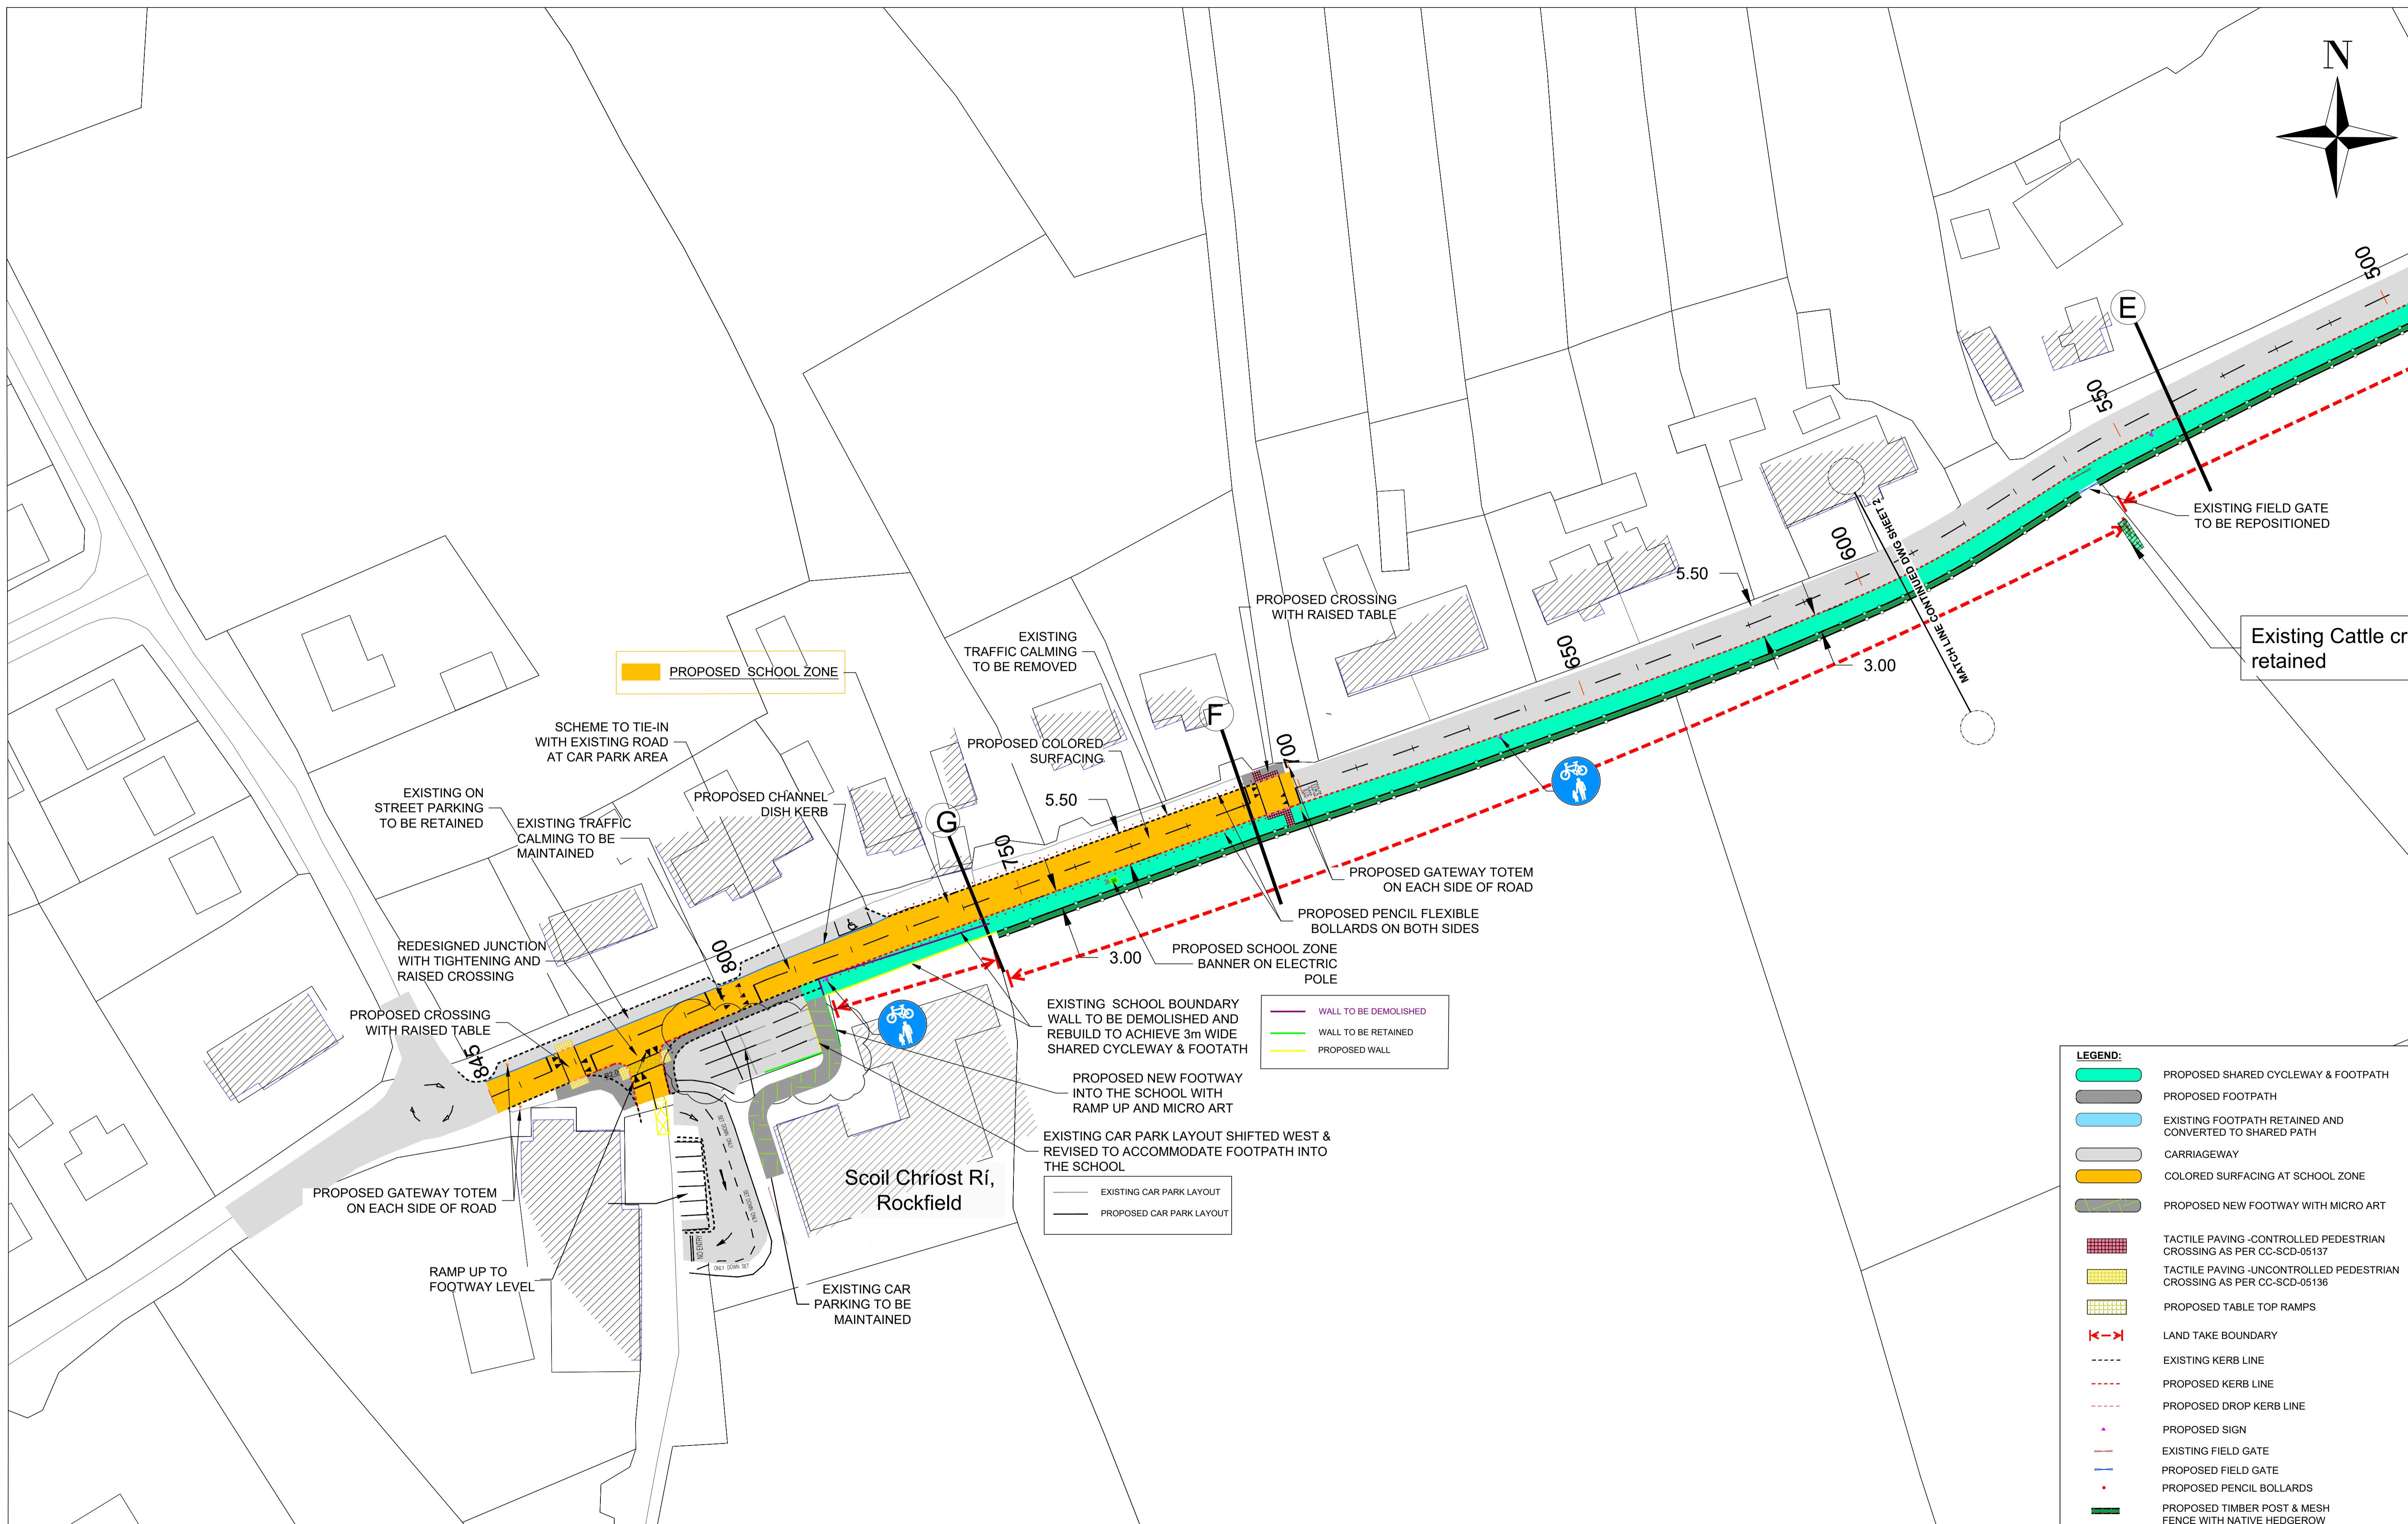 N
500
E
550
EXISTING FIELD GATE
TO BE REPOSITIONED
Existing Cattle cr
retained
MATCH LINE CONTINUED DWG SHEET 2
600
5.50
3.00
650
PROPOSED CROSSING
WITH RAISED TABLE
EXISTING
TRAFFIC CALMING
TO BE REMOVED
F
700
PROPOSED COLORED
SURFACING
5.50
PROPOSED SCHOOL ZONE
SCHEME TO TIE-IN
WITH EXISTING ROAD
AT CAR PARK AREA
PROPOSED CHANNEL
DISH KERB
EXISTING ON
STREET PARKING
TO BE RETAINED
EXISTING TRAFFIC
CALMING TO BE
MAINTAINED
G
750
800
REDESIGNED JUNCTION
WITH TIGHTENING AND
RAISED CROSSING
PROPOSED CROSSING
WITH RAISED TABLE
845
PROPOSED GATEWAY TOTEM
ON EACH SIDE OF ROAD
PROPOSED PENCIL FLEXIBLE
BOLLARDS ON BOTH SIDES
PROPOSED SCHOOL ZONE
BANNER ON ELECTRIC
POLE
3.00
EXISTING SCHOOL BOUNDARY
WALL TO BE DEMOLISHED AND
REBUILD TO ACHIEVE 3m WIDE
SHARED CYCLEWAY & FOOTATH
WALL TO BE DEMOLISHED
WALL TO BE RETAINED
PROPOSED WALL
PROPOSED NEW FOOTWAY
INTO THE SCHOOL WITH
RAMP UP AND MICRO ART
EXISTING CAR PARK LAYOUT SHIFTED WEST &
REVISED TO ACCOMMODATE FOOTPATH INTO
THE SCHOOL
EXISTING CAR PARK LAYOUT
PROPOSED CAR PARK LAYOUT
Scoil Chríost Rí,
Rockfield
SET DOWN ONLY
SET DOWN ONLY
NO ENTRY
ONLY DOWN SET
PROPOSED GATEWAY TOTEM
ON EACH SIDE OF ROAD
RAMP UP TO
FOOTWAY LEVEL
EXISTING CAR
PARKING TO BE
MAINTAINED
LEGEND:
PROPOSED SHARED CYCLEWAY & FOOTPATH
PROPOSED FOOTPATH
EXISTING FOOTPATH RETAINED AND
CONVERTED TO SHARED PATH
CARRIAGEWAY
COLORED SURFACING AT SCHOOL ZONE
PROPOSED NEW FOOTWAY WITH MICRO ART
TACTILE PAVING -CONTROLLED PEDESTRIAN
CROSSING AS PER CC-SCD-05137
TACTILE PAVING -UNCONTROLLED PEDESTRIAN
CROSSING AS PER CC-SCD-05136
PROPOSED TABLE TOP RAMPS
LAND TAKE BOUNDARY
EXISTING KERB LINE
PROPOSED KERB LINE
PROPOSED DROP KERB LINE
PROPOSED SIGN
EXISTING FIELD GATE
PROPOSED FIELD GATE
PROPOSED PENCIL BOLLARDS
PROPOSED TIMBER POST & MESH
FENCE WITH NATIVE HEDGEROW